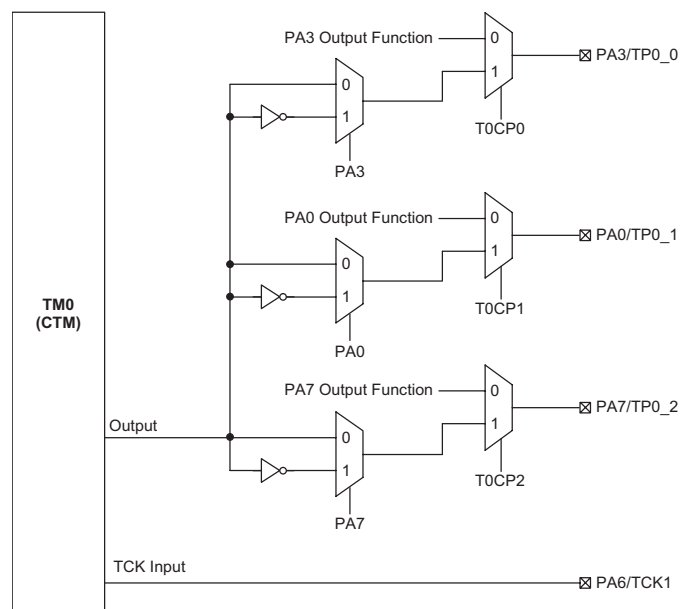 PA3 Output Function
0
1
PA3/TP0_0
0
1
T0CP0
PA3
PA0 Output Function
0
1
PA0/TP0_1
0
1
T0CP1
PA0
TM0
(CTM)
PA7 Output Function
0
1
PA7/TP0_2
Output
0
1
T0CP2
PA7
TCK Input
PA6/TCK1